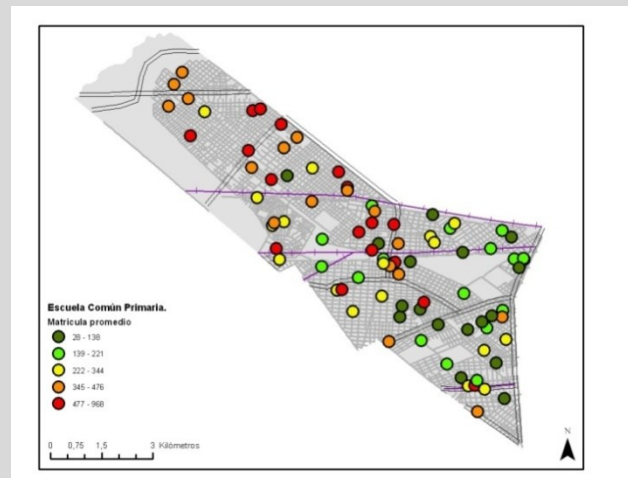 Escuela Común Primaria.
Matricula promedio
28 - 138
139 - 221
222 - 344
345 - 476
477 - 968
0 0,75 1,5 3 Kilómetros
N